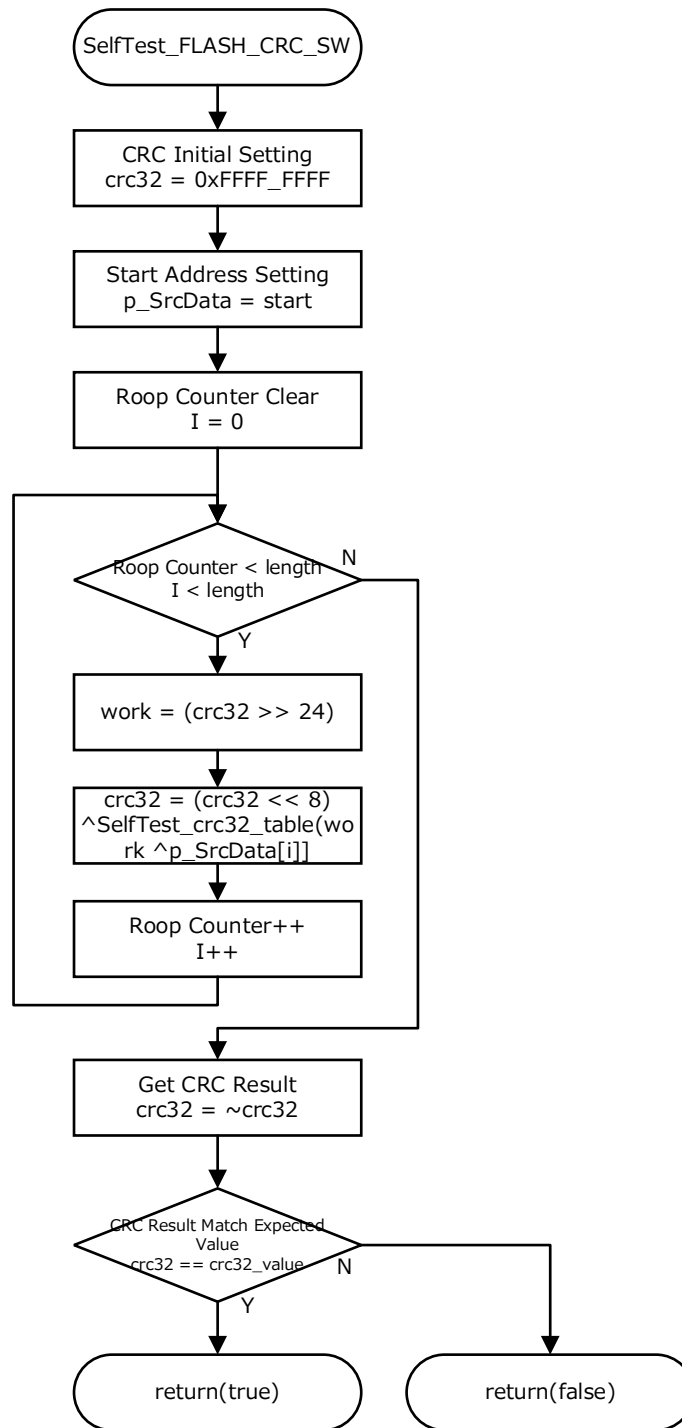 SelfTest_FLASH_CRC_SW
CRC Initial Setting
crc32 = 0xFFFF_FFFF
Start Address Setting
p_SrcData = start
Roop Counter Clear
I = 0
Roop Counter < length
I < length
N
Y
work = (crc32 >> 24)
crc32 = (crc32 << 8)
^SelfTest_crc32_table(wo
rk ^p_SrcData[i]]
Roop Counter++
I++
Get CRC Result
crc32 = ~crc32
CRC Result Match Expected
Value
crc32 == crc32_value
N
Y
return(true)
return(false)